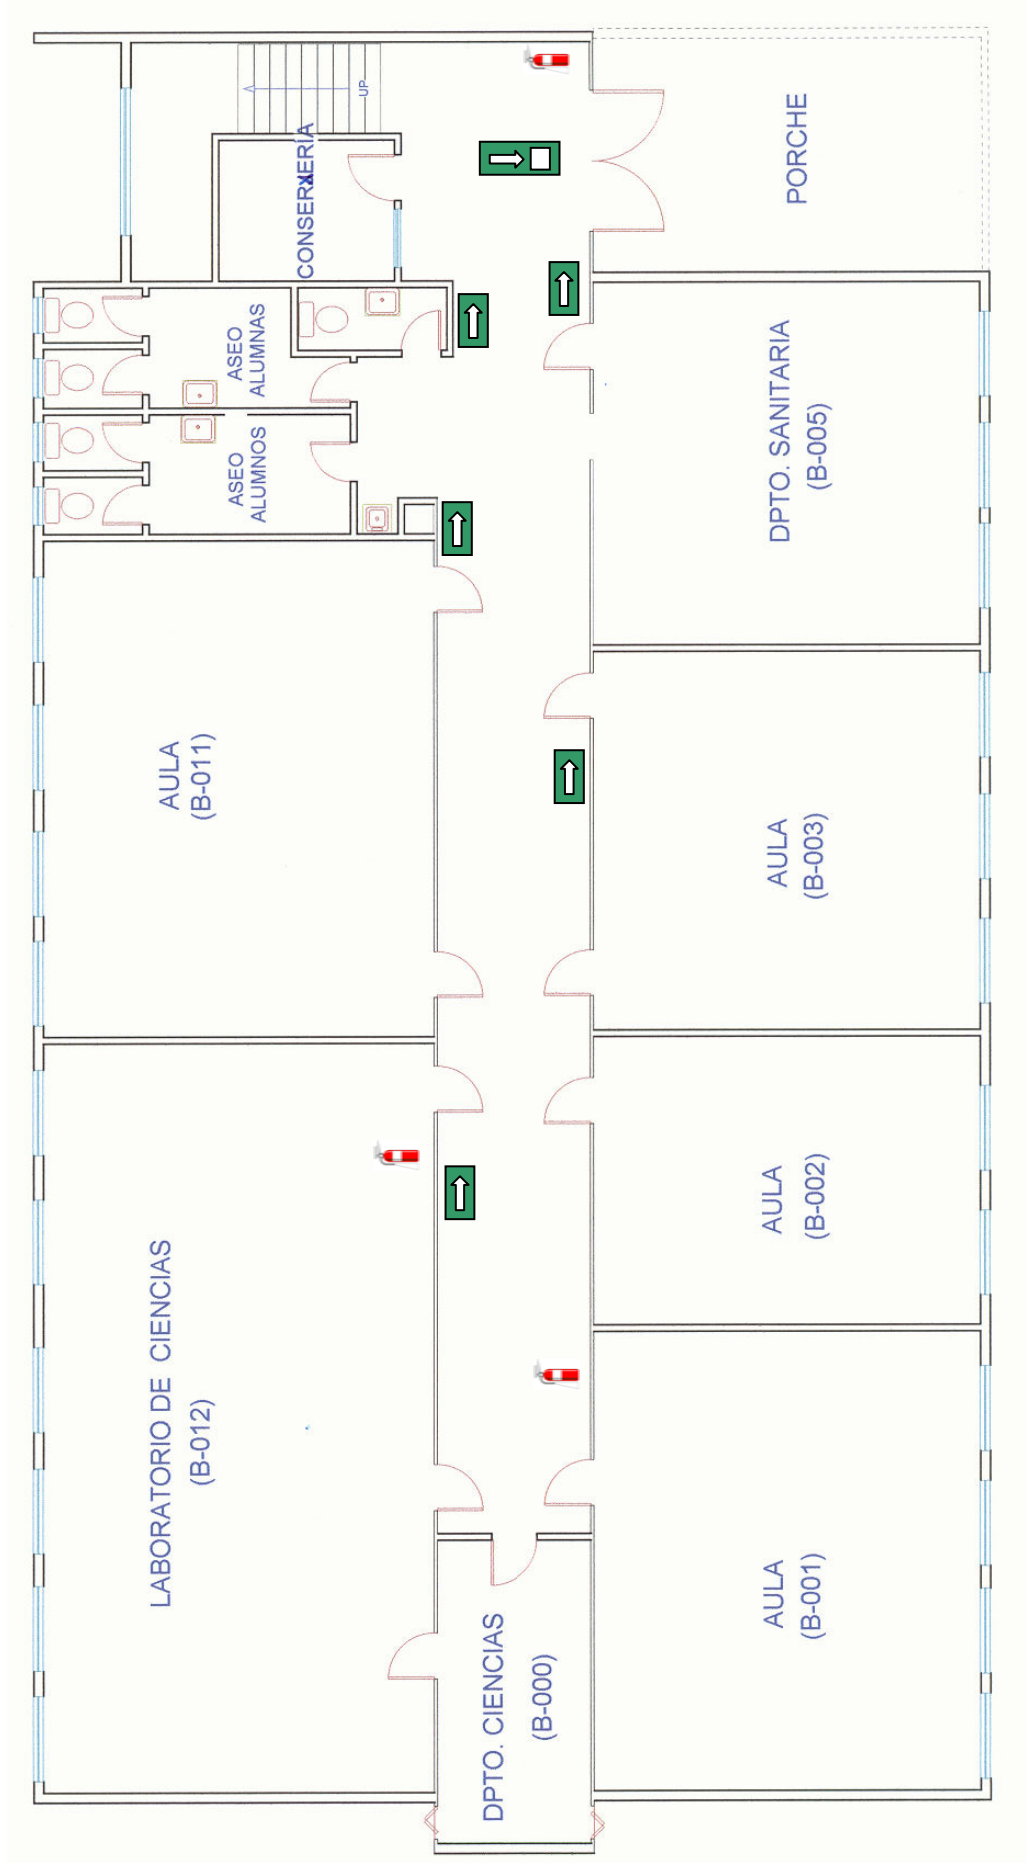 UP
CONSERJERÍA
PORCHE
ASEO
ALUMNAS
ASEO
ALUMNOS
DPTO. SANITARIA
(B-005)
AULA
(B-011)
AULA
(B-003)
AULA
(B-002)
LABORATORIO DE CIENCIAS
(B-012)
AULA
(B-001)
DPTO. CIENCIAS
(B-000)